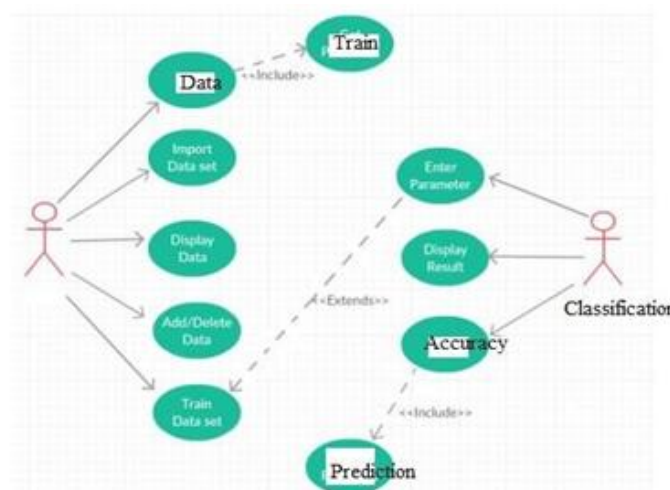 Train
Data
<<Include>>
Import
Data set
Enter
Parameter
Display
Data
Display
Result
<<Extends>>
Classification
Add/Delete
Data
Accuracy
Train
Data set
<<Include>>
Prediction